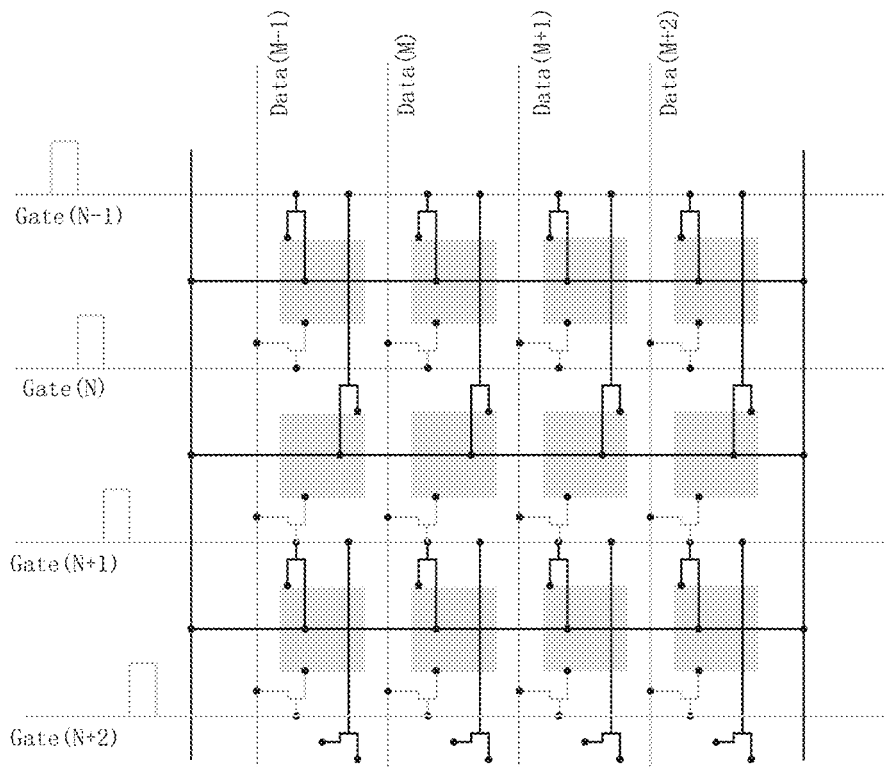 Data(M-1)
Data(M)
Data(M+1)
Data(M+2)
Gate(N-1)
Gate(N)
Gate(N+1)
Gate(N+2)